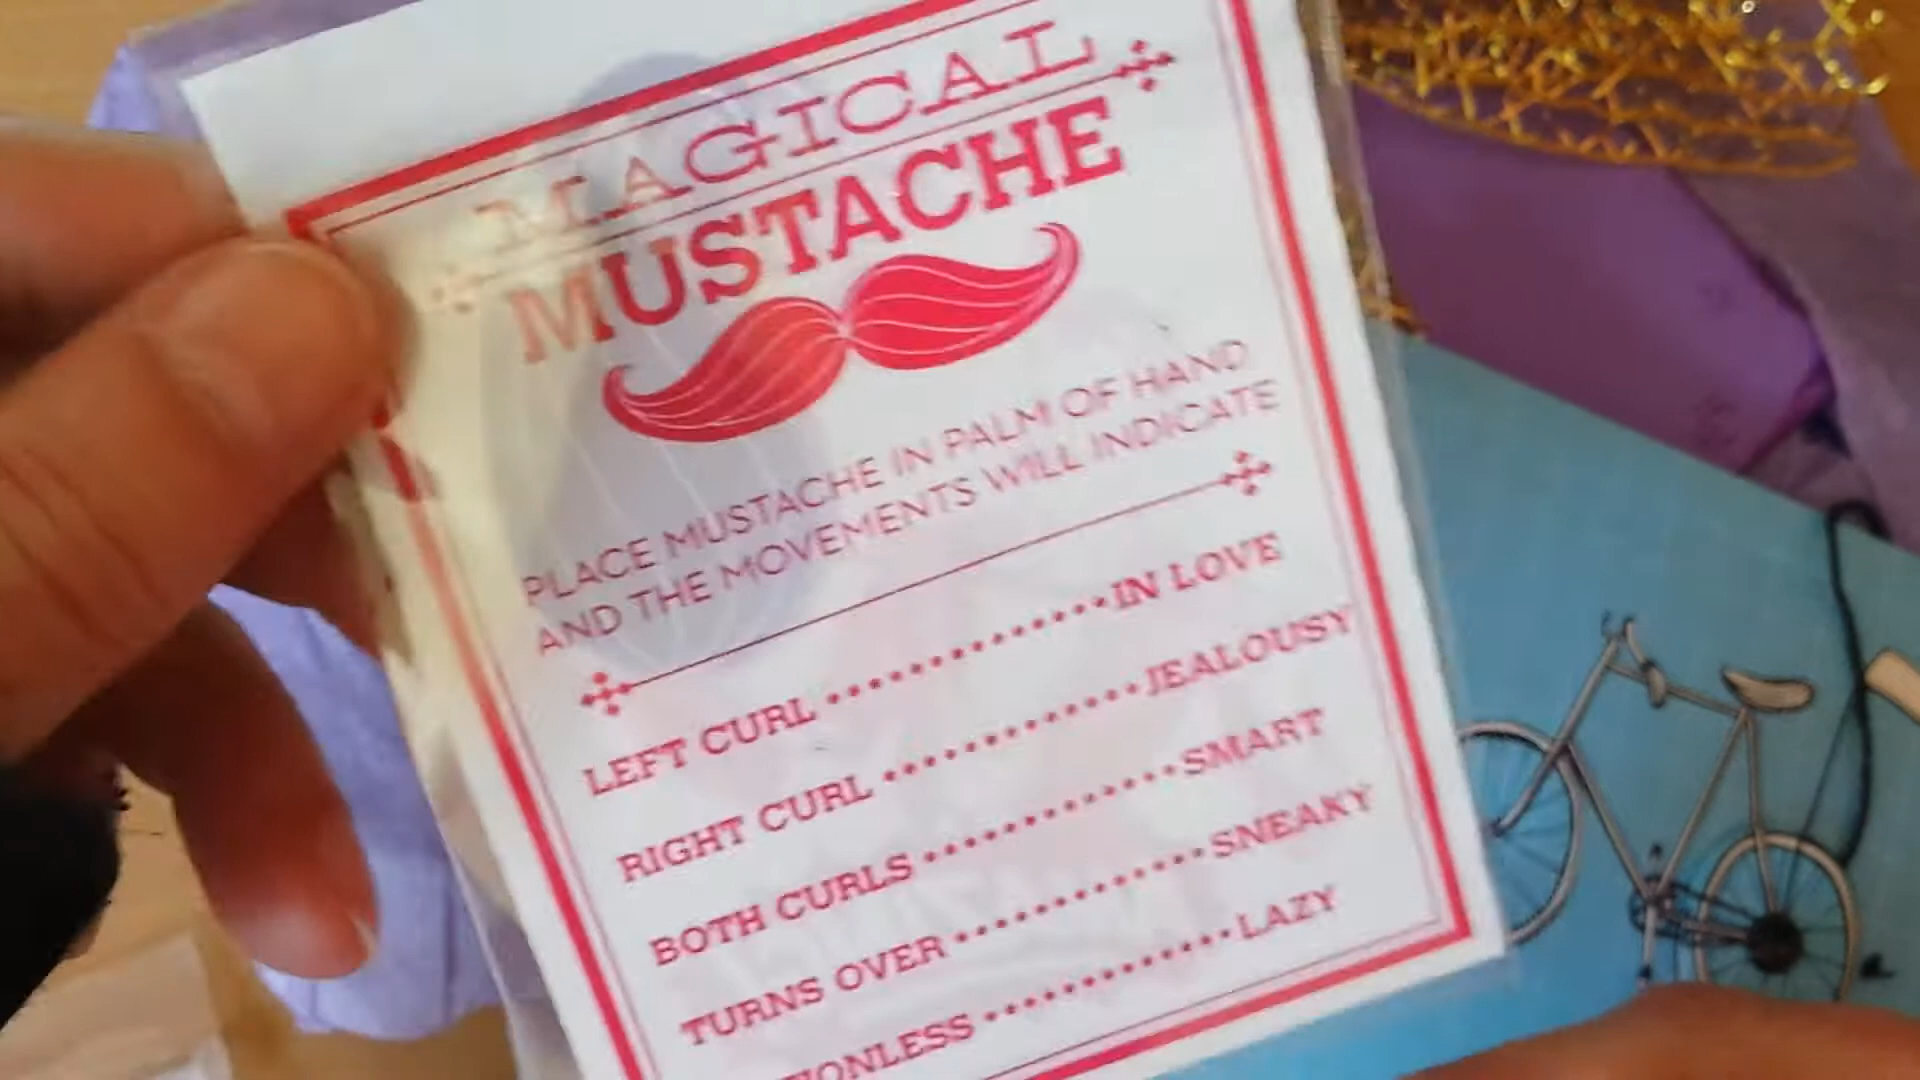 MAGICAL
MUSTACHE
PLACE MUSTACHE IN PALM OF HAND
AND THE MOVEMENTS WILL INDICATE
LEFT CURL ..................... IN LOVE
RIGHT CURL ................... JEALOUSY
BOTH CURLS ................... SMART
TURNS OVER ................... SNEAKY
TIONLESS ................... LAZY